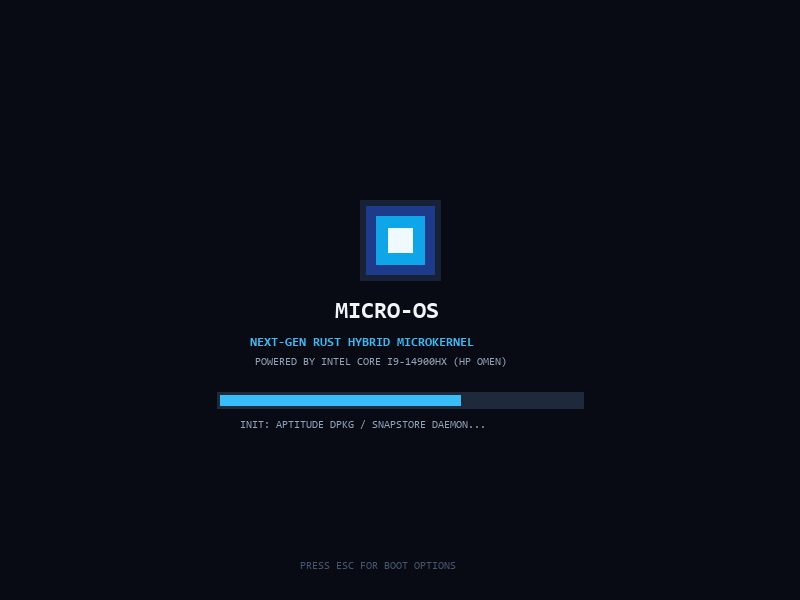 MICRO-OS
NEXT-GEN RUST HYBRID MICROKERNEL
POWERED BY INTEL CORE I9-14900HX (HP OMEN)
INIT: APTITUDE DPKG / SNAPSTORE DAEMON...
PRESS ESC FOR BOOT OPTIONS